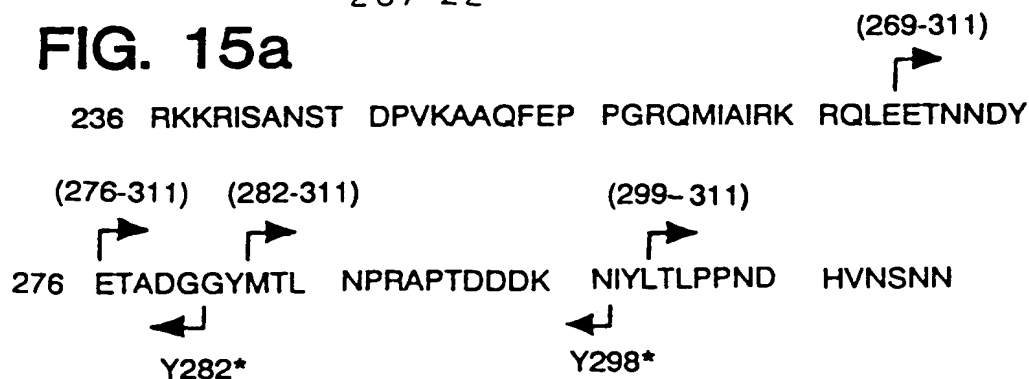 FIG. 15a
(269-311)
236 RKKRISANST DPVKAAQFEP PGRQMIAIRK RQLEETNNDY
(276-311) (282-311) (299-311)
276 ETADGGYMTL NPRAPTDDDK NIYLTLPPND HVNSNN
Y282* Y298*